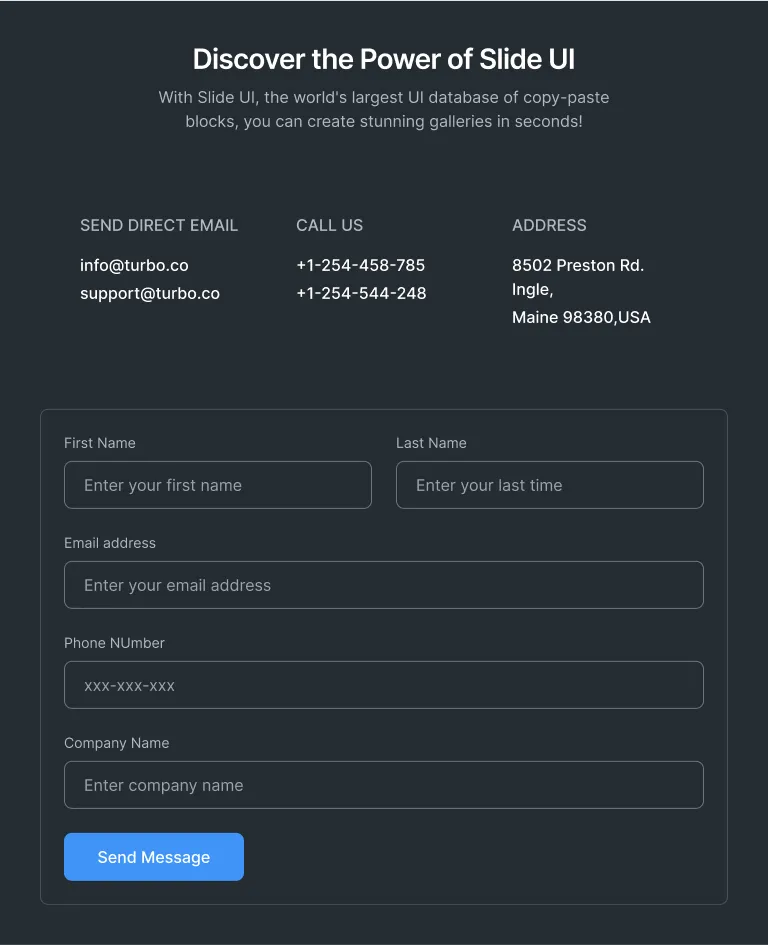 Discover the Power of Slide UI
With Slide UI, the world's largest UI database of copy-paste
blocks, you can create stunning galleries in seconds!
SEND DIRECT EMAIL
info@turbo.co
support@turbo.co
CALL US
+1-254-458-785
+1-254-544-248
ADDRESS
8502 Preston Rd.
Ingle,
Maine 98380,USA
First Name
Enter your first name
Last Name
Enter your last time
Email address
Enter your email address
Phone NUmber
xxx-xxx-xxx
Company Name
Enter company name
Send Message